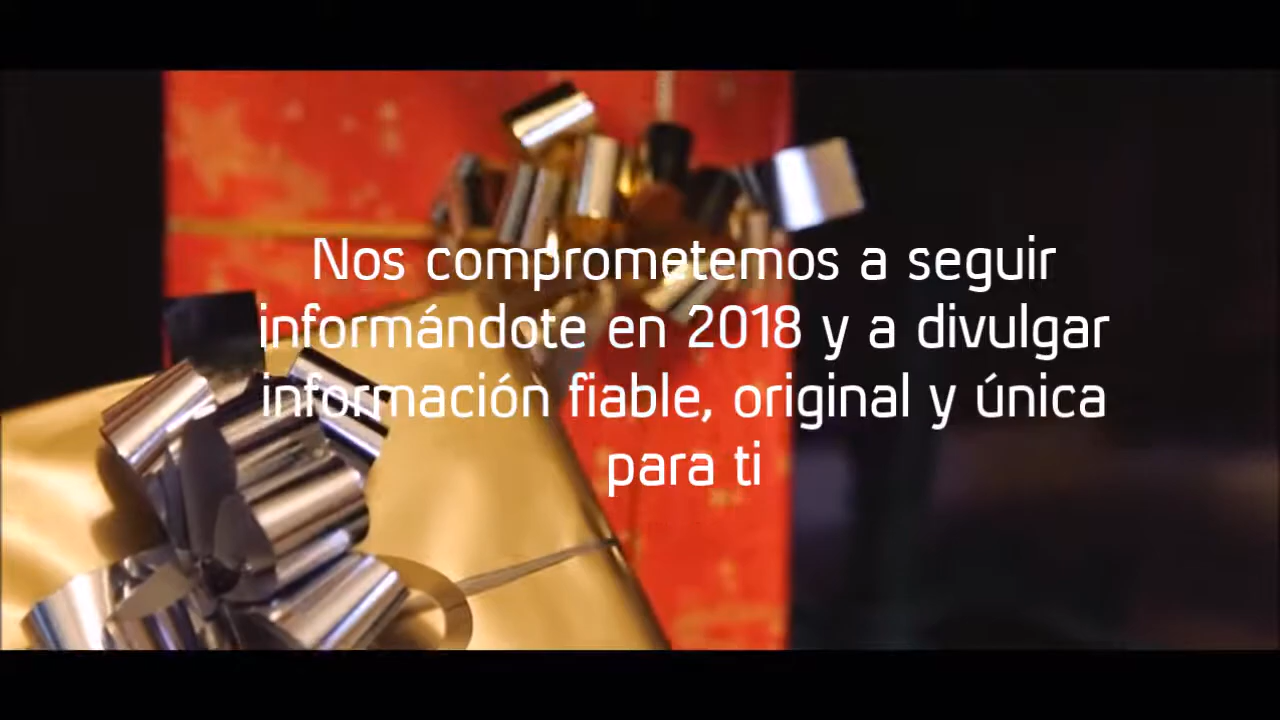 Nos comprometemos a seguir
informándote en 2018 y a divulgar
información fiable, original y única
para ti